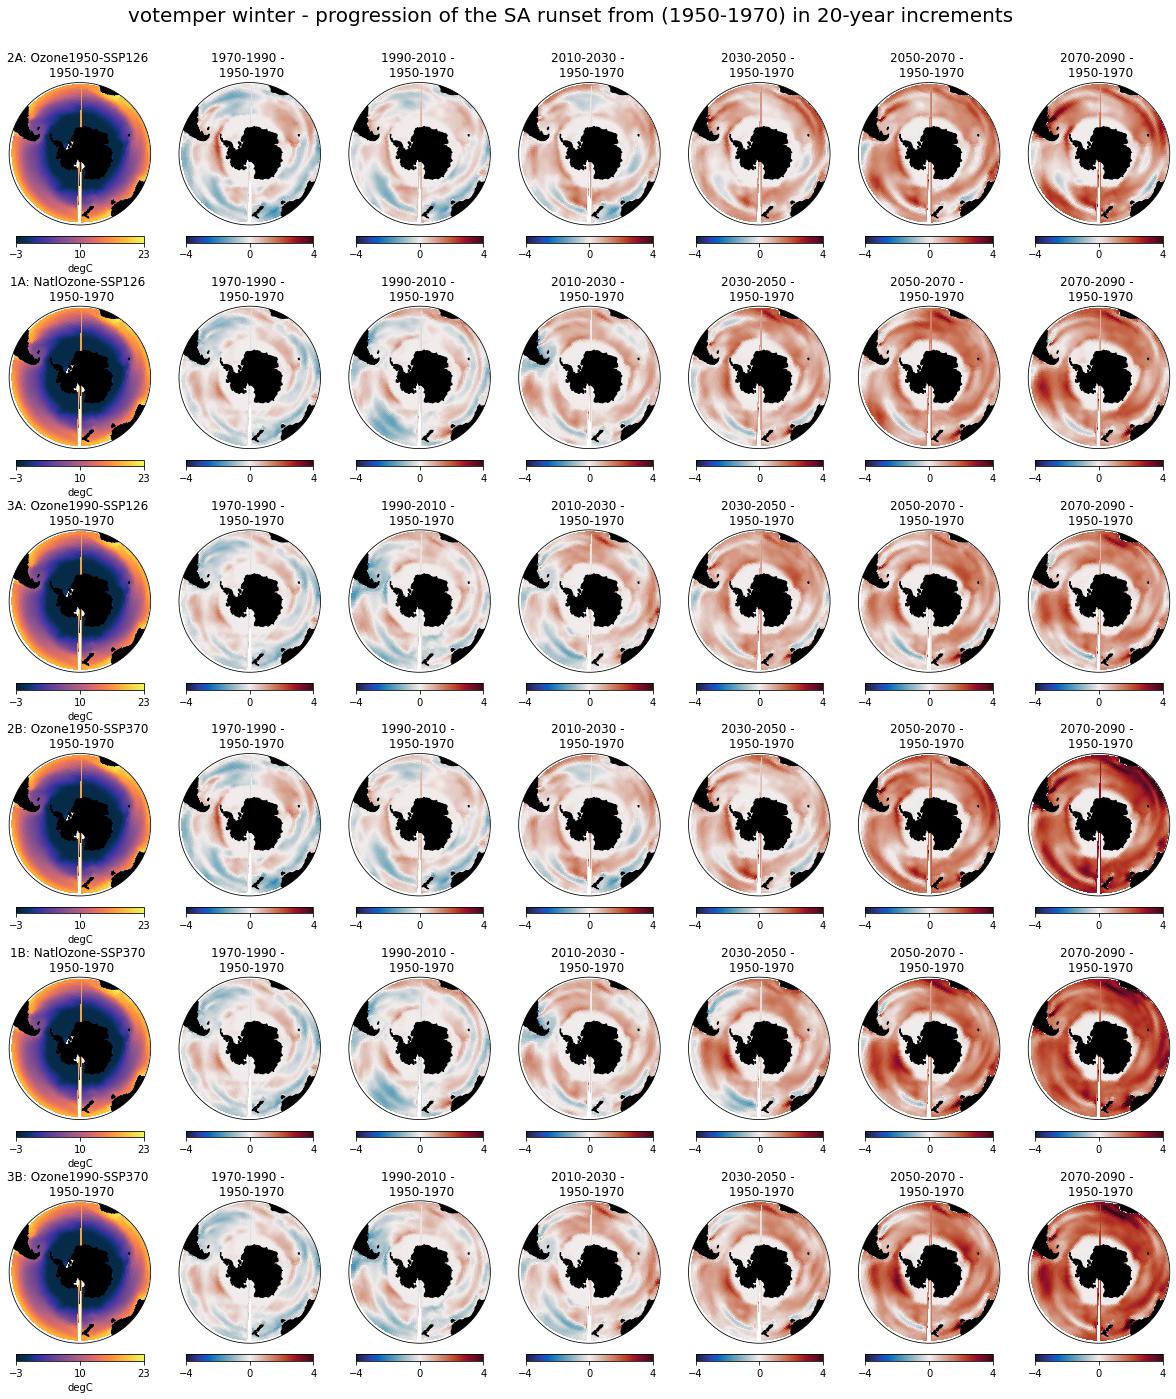 votemper winter - progression of the SA runset from (1950-1970) in 20-year increments
2A: Ozone1950-SSP126
1950-1970
1970-1990 -
1950-1970
1990-2010 -
1950-1970
2010-2030 -
1950-1970
2030-2050 -
1950-1970
2050-2070 -
1950-1970
2070-2090 -
1950-1970
−3 10 23
degC
−4 0 4
−4 0 4
−4 0 4
−4 0 4
−4 0 4
−4 0 4
1A: NatlOzone-SSP126
1950-1970
1970-1990 -
1950-1970
1990-2010 -
1950-1970
2010-2030 -
1950-1970
2030-2050 -
1950-1970
2050-2070 -
1950-1970
2070-2090 -
1950-1970
−3 10 23
degC
−4 0 4
−4 0 4
−4 0 4
−4 0 4
−4 0 4
−4 0 4
3A: Ozone1990-SSP126
1950-1970
1970-1990 -
1950-1970
1990-2010 -
1950-1970
2010-2030 -
1950-1970
2030-2050 -
1950-1970
2050-2070 -
1950-1970
2070-2090 -
1950-1970
−3 10 23
degC
−4 0 4
−4 0 4
−4 0 4
−4 0 4
−4 0 4
−4 0 4
2B: Ozone1950-SSP370
1950-1970
1970-1990 -
1950-1970
1990-2010 -
1950-1970
2010-2030 -
1950-1970
2030-2050 -
1950-1970
2050-2070 -
1950-1970
2070-2090 -
1950-1970
−3 10 23
degC
−4 0 4
−4 0 4
−4 0 4
−4 0 4
−4 0 4
−4 0 4
1B: NatlOzone-SSP370
1950-1970
1970-1990 -
1950-1970
1990-2010 -
1950-1970
2010-2030 -
1950-1970
2030-2050 -
1950-1970
2050-2070 -
1950-1970
2070-2090 -
1950-1970
−3 10 23
degC
−4 0 4
−4 0 4
−4 0 4
−4 0 4
−4 0 4
−4 0 4
3B: Ozone1990-SSP370
1950-1970
1970-1990 -
1950-1970
1990-2010 -
1950-1970
2010-2030 -
1950-1970
2030-2050 -
1950-1970
2050-2070 -
1950-1970
2070-2090 -
1950-1970
−3 10 23
degC
−4 0 4
−4 0 4
−4 0 4
−4 0 4
−4 0 4
−4 0 4